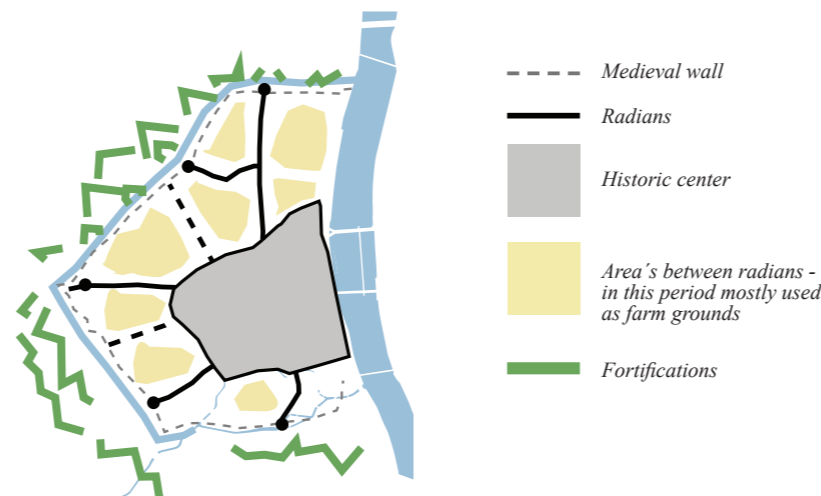 Medieval wall
Radians
Historic center
Area´s between radians -
in this period mostly used
as farm grounds
Fortifications